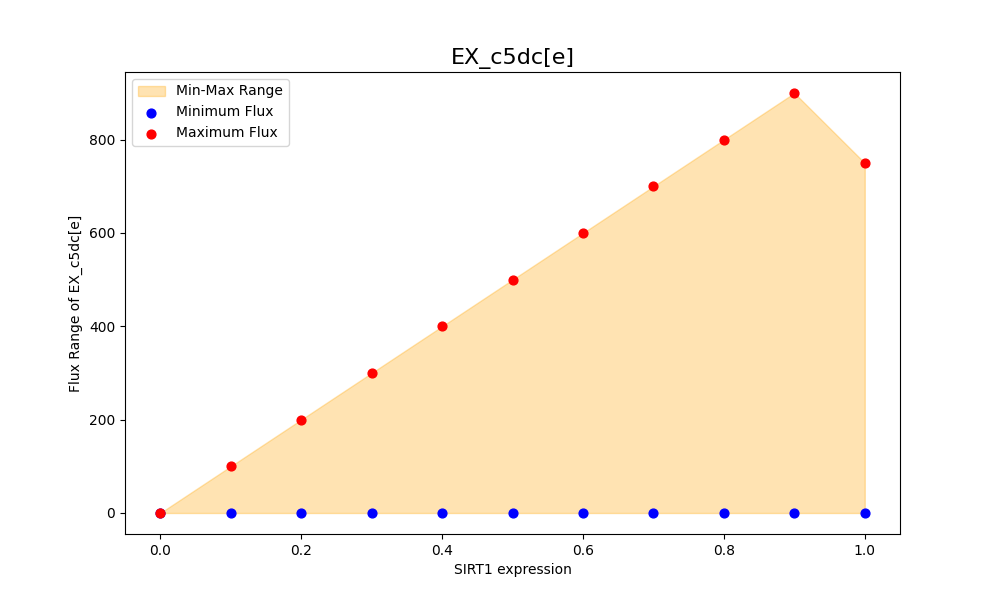 EX_c5dc[e]
Min-Max Range
Minimum Flux
Maximum Flux
Flux Range of EX_c5dc[e]
800
600
400
200
0
0.0
0.2
0.4
0.6
0.8
1.0
SIRT1 expression